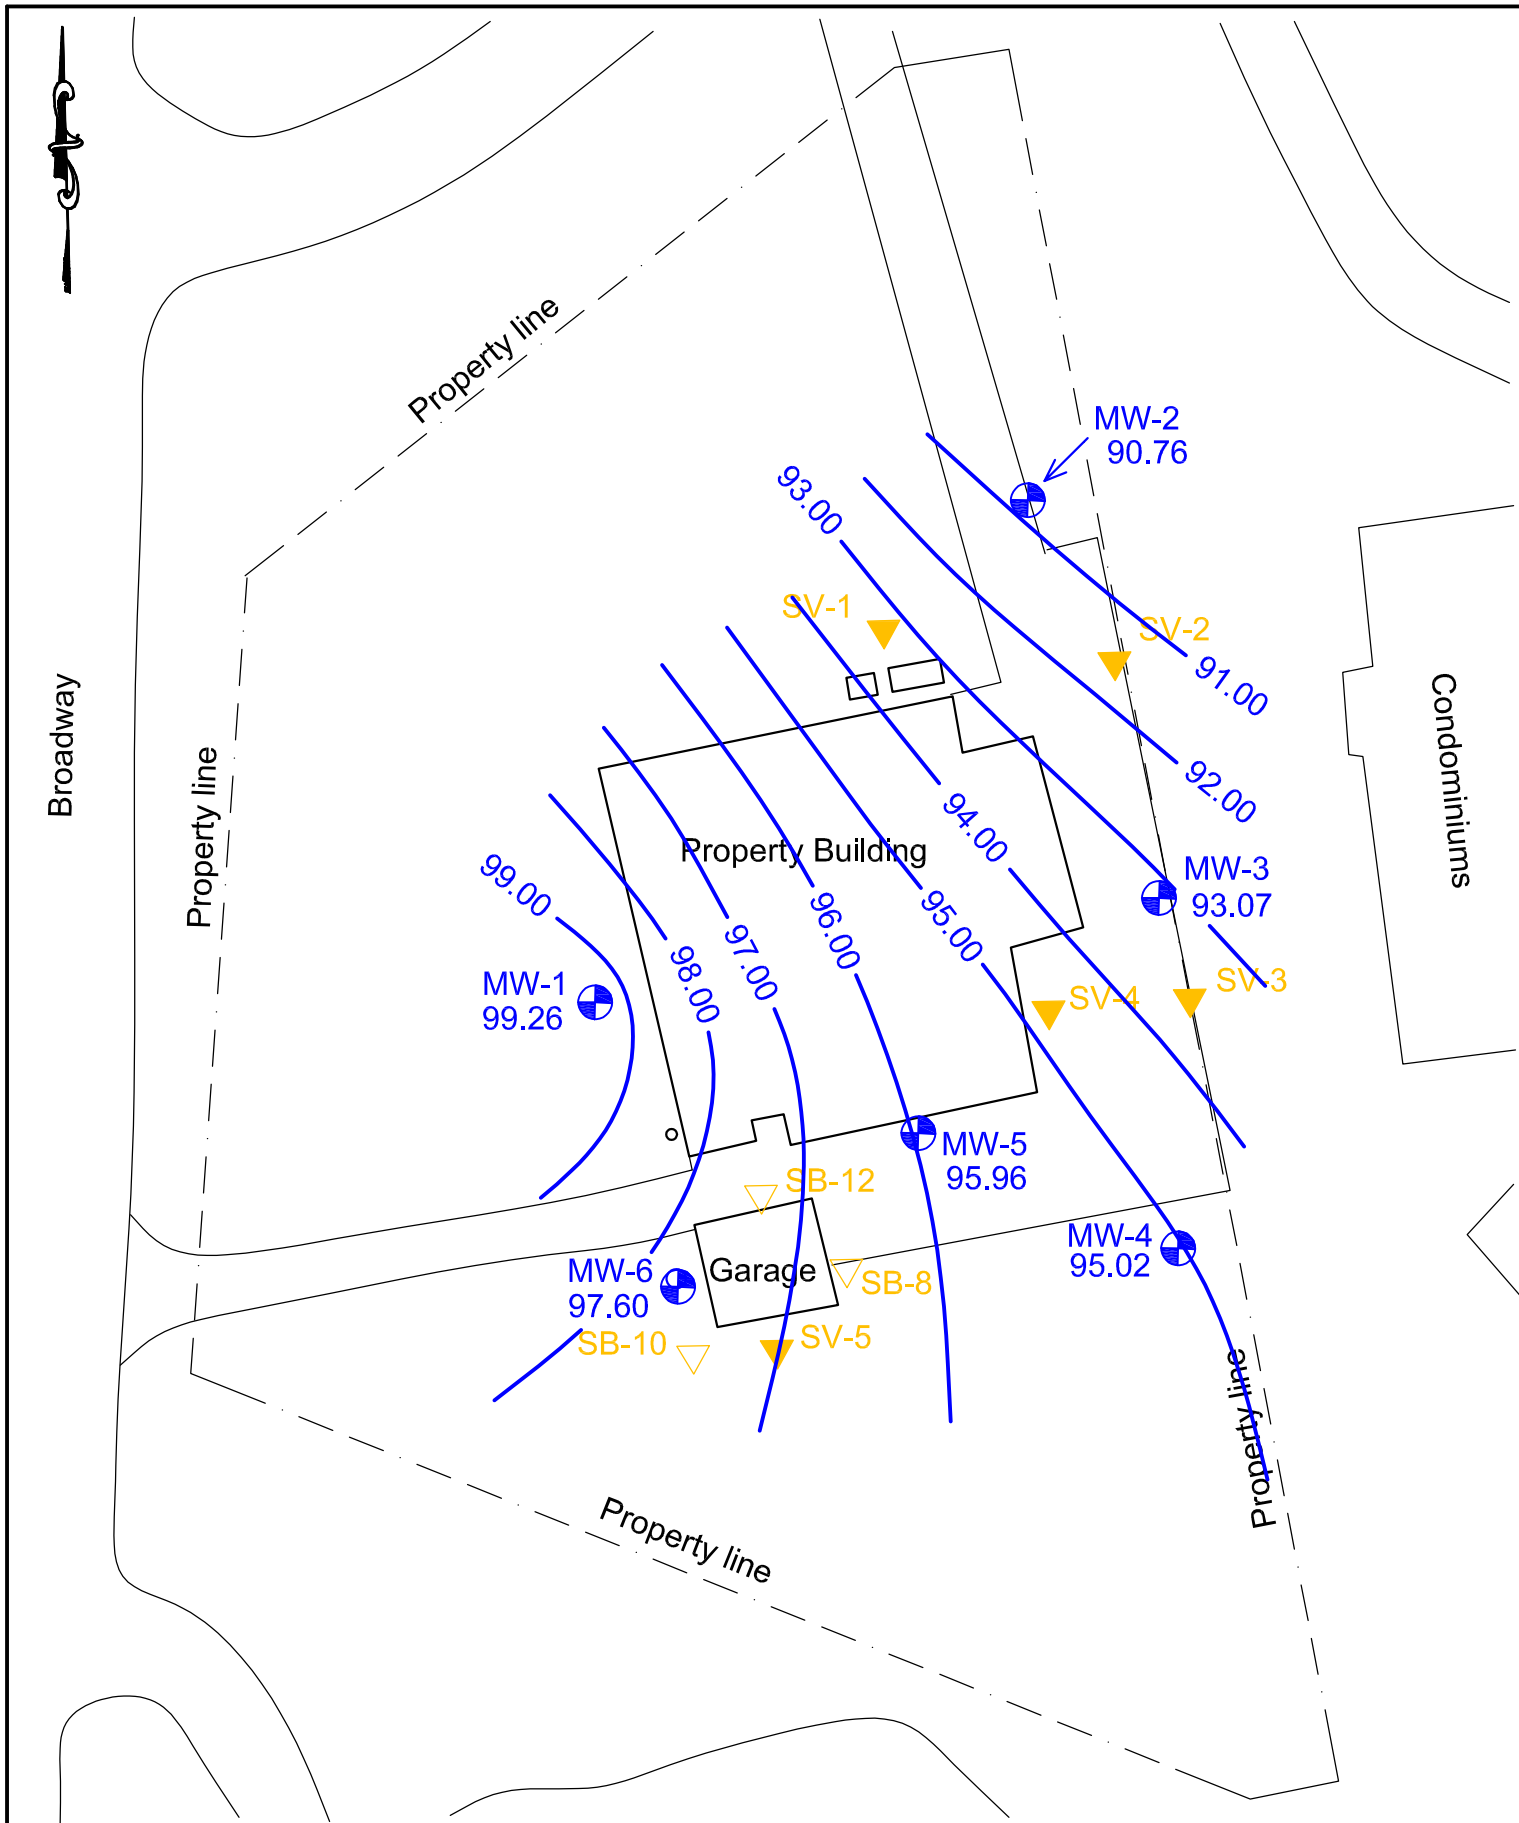 Property line
MW-2
90.76
93.00
SV-1
SV-2
91.00
Broadway
Property line
Condominiums
92.00
94.00
Property Building
99.00
MW-3
93.07
96.00
95.00
97.00
98.00
MW-1
99.26
SV-4
SV-3
MW-5
95.96
SB-12
MW-4
95.02
MW-6
97.60
Garage
SB-8
SB-10
SV-5
Property line
Property line